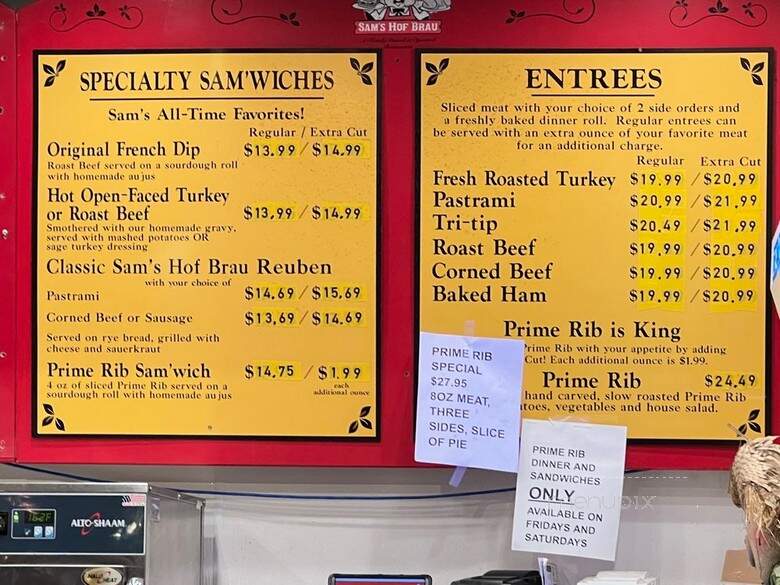 SAM'S HOF BRAU
SPECIALTY SAM'WICHES
Sam's All-Time Favorites!
Regular / Extra Cut
Original French Dip $13.99 / $14.99
Roast Beef served on a sourdough roll
with homemade au jus
Hot Open-Faced Turkey
or Roast Beef $13.99 / $14.99
Smothered with our homemade gravy,
served with mashed potatoes OR
sage turkey dressing
Classic Sam's Hof Brau Reuben
with your choice of
Pastrami $14.69 / $15.69
Corned Beef or Sausage $13.69 / $14.69
Served on rye bread, grilled with
cheese and sauerkraut
Prime Rib Sam'wich $14.75 / $1.99
4 oz of sliced Prime Rib served on a
sourdough roll with homemade au jus
each
additional ounce
ENTREES
Sliced meat with your choice of 2 side orders and
a freshly baked dinner roll. Regular entrees can
be served with an extra ounce of your favorite meat
for an additional charge.
Regular Extra Cut
Fresh Roasted Turkey $19.99 / $20.99
Pastrami $20.99 / $21.99
Tri-tip $20.49 / $21.99
Roast Beef $19.99 / $20.99
Corned Beef $19.99 / $20.99
Baked Ham $19.99 / $20.99
Prime Rib is King
Prime Rib with your appetite by adding
Cut! Each additional ounce is $1.99.
Prime Rib $24.49
hand carved, slow roasted Prime Rib
toes, vegetables and house salad.
PRIME RIB
SPECIAL
$27.95
8OZ MEAT,
THREE
SIDES, SLICE
OF PIE
PRIME RIB
DINNER AND
SANDWICHES
ONLY
AVAILABLE ON
FRIDAYS AND
SATURDAYS
menupix
162F
ALTO-SHAAM
HALO HEAT